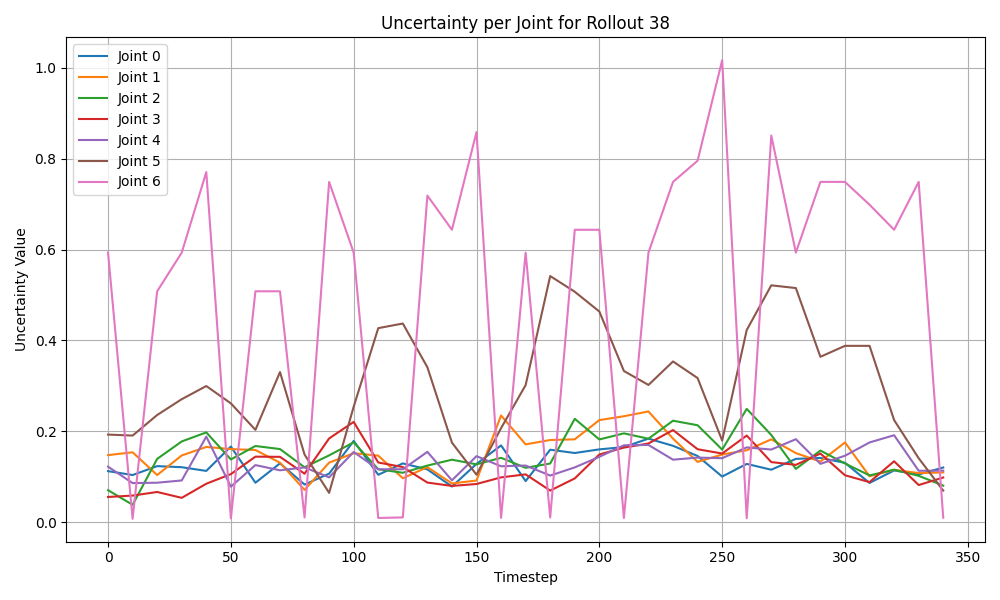 Uncertainty per Joint for Rollout 38
Joint 0
Joint 1
Joint 2
Joint 3
Joint 4
Joint 5
Joint 6
Uncertainty Value
1.0
0.8
0.6
0.4
0.2
0.0
0 50 100 150 200 250 300 350
Timestep